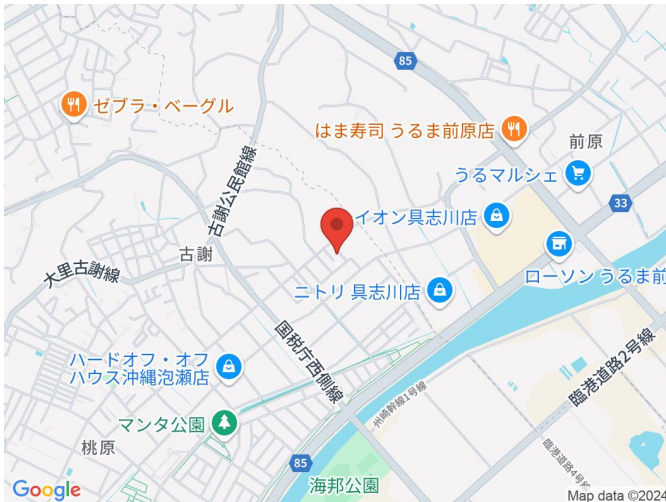 85
ゼブラ・ベーグル
はま寿司 うるま前原店
前原
うるマルシェ
古謝公民館線
33
イオン具志川店
古謝
大里古謝線
ローソン うるま前
ニトリ 具志川店
国税庁西側線
臨港道路2号線
ハードオフ・オフ
ハウス沖縄泡瀬店
州崎幹線1号線
マンタ公園
桃原
85
臨港道路4号線
海邦公園
Google
Map data ©2024